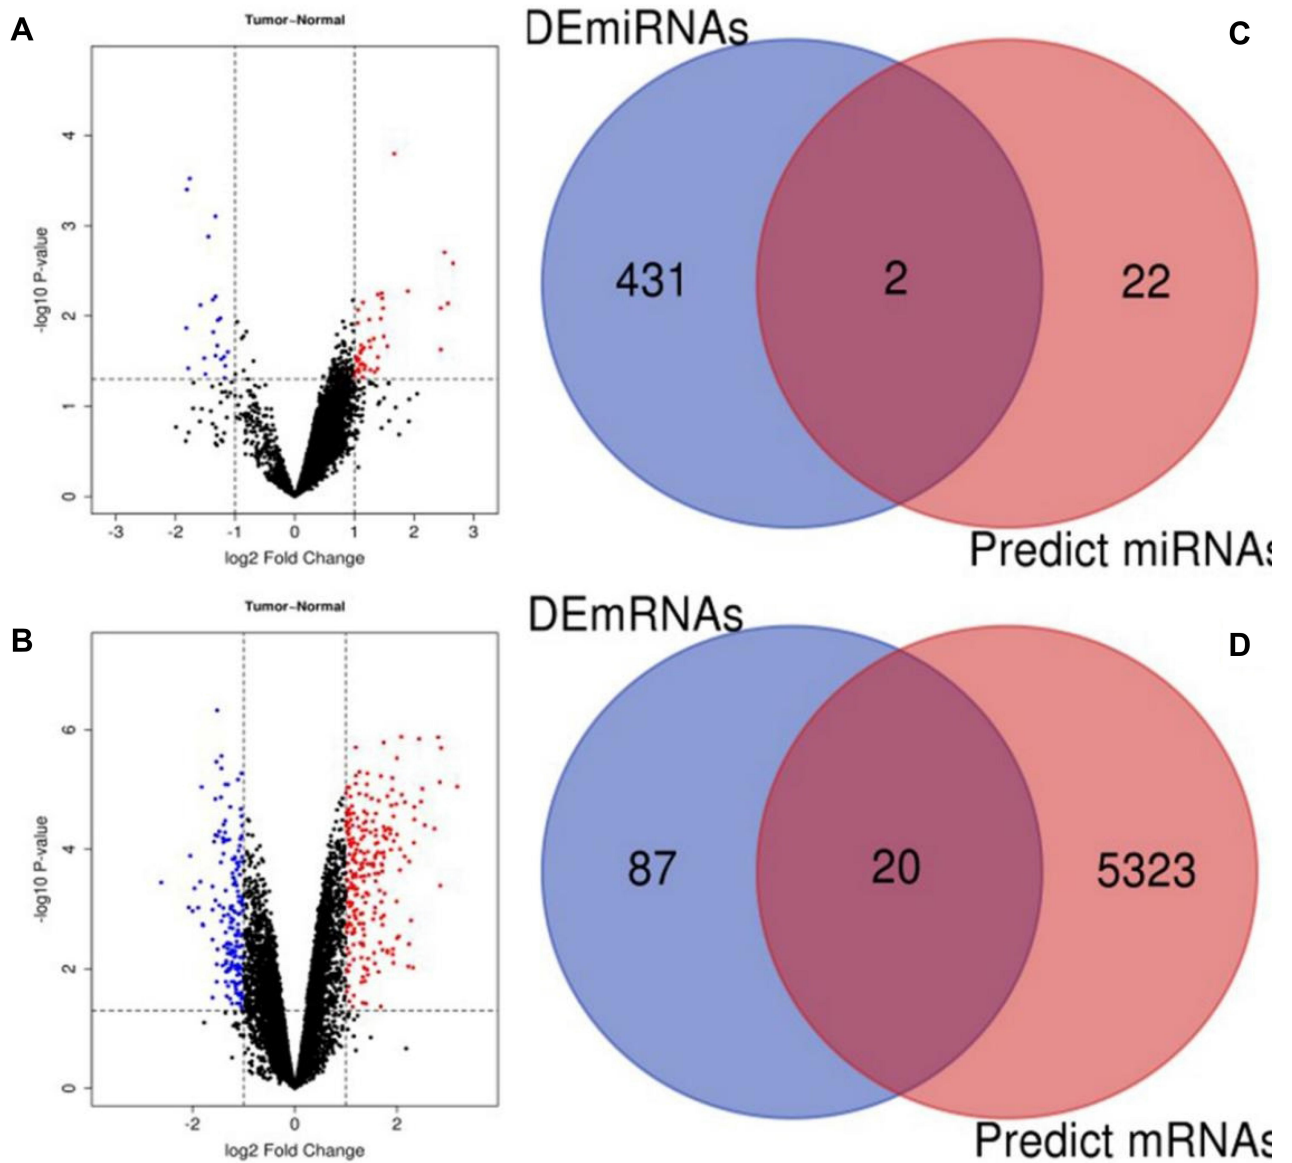 A
Tumor-Normal
-log10 P-value
4
3
2
1
0
-3 -2 -1 0 1 2 3
log2 Fold Change
DEmiRNAs
C
431
2
22
Predict miRNAs
B
Tumor-Normal
-log10 P-value
6
4
2
0
-2 0 2
log2 Fold Change
DEmRNAs
D
87
20
5323
Predict mRNAs